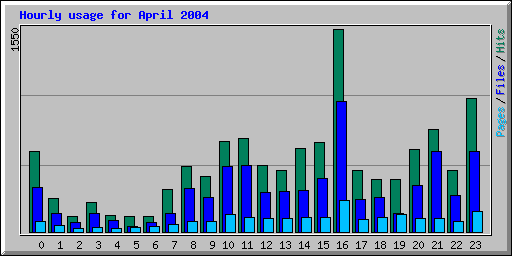 Hourly usage for April 2004
1550
Pages / Files / Hits
0 1 2 3 4 5 6 7 8 9 10 11 12 13 14 15 16 17 18 19 20 21 22 23